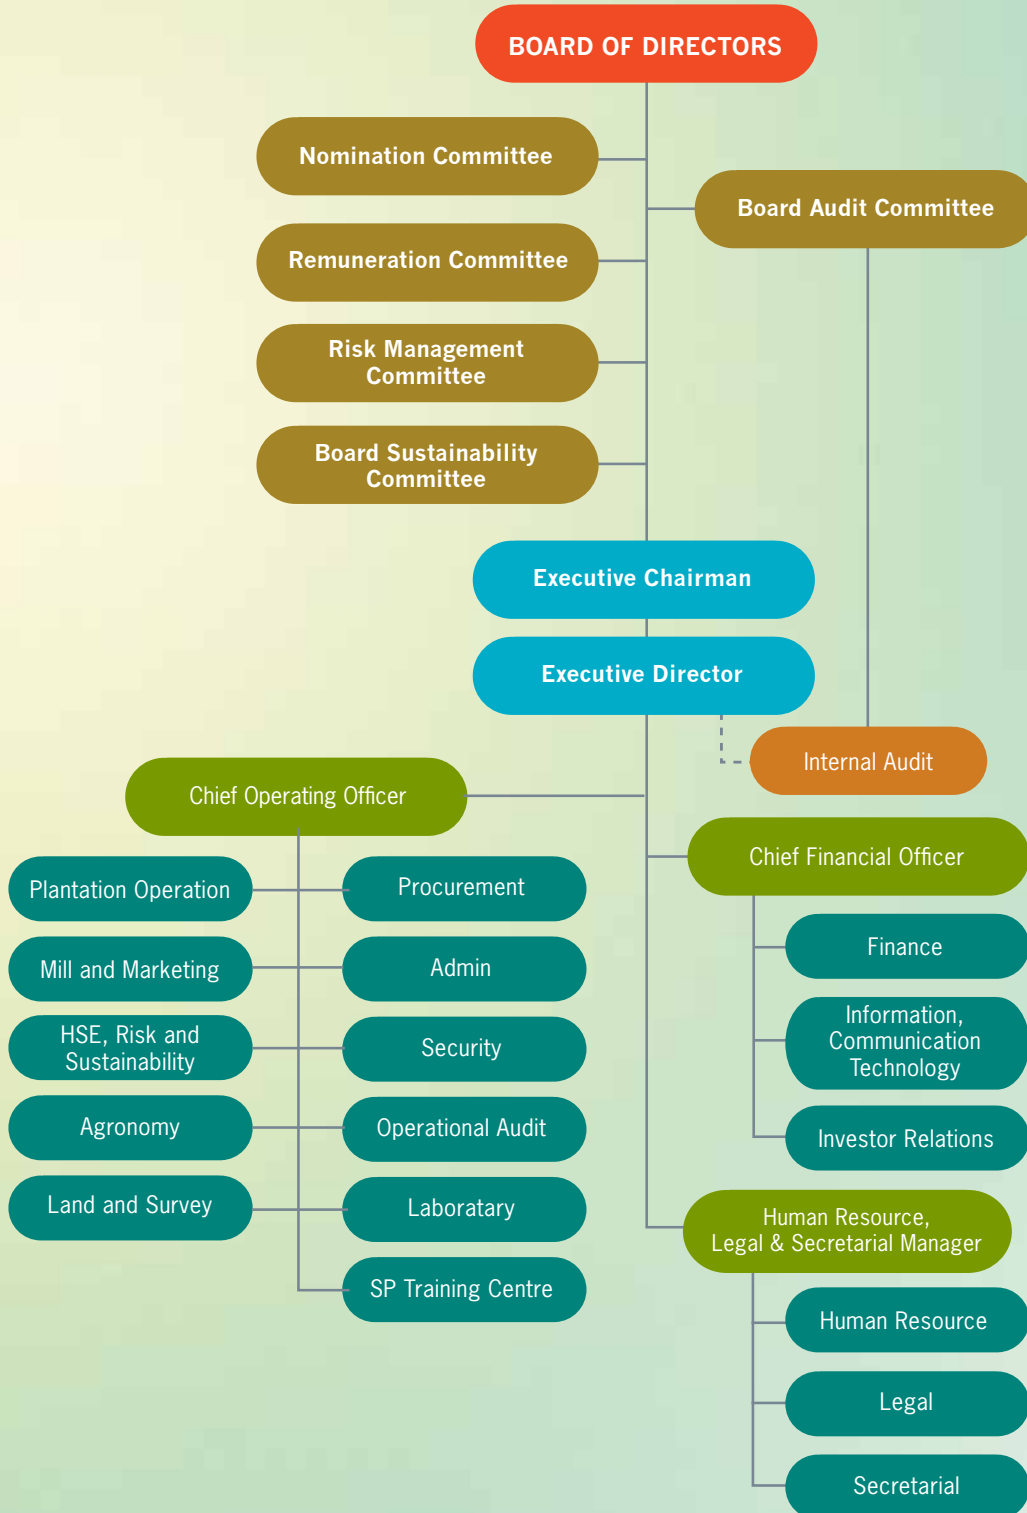 BOARD OF DIRECTORS
Nomination Committee
Board Audit Committee
Remuneration Committee
Risk Management
Committee
Board Sustainability
Committee
Executive Chairman
Executive Director
Internal Audit
Chief Operating Officer
Plantation Operation
Procurement
Mill and Marketing
Admin
HSE, Risk and
Sustainability
Security
Agronomy
Operational Audit
Land and Survey
Laboratary
SP Training Centre
Chief Financial Officer
Finance
Information,
Communication
Technology
Investor Relations
Human Resource,
Legal & Secretarial Manager
Human Resource
Legal
Secretarial